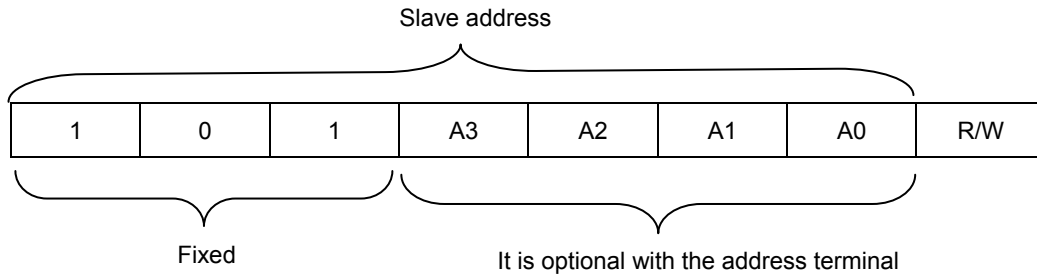 Slave address
1 0 1 A3 A2 A1 A0 R/W
Fixed
It is optional with the address terminal